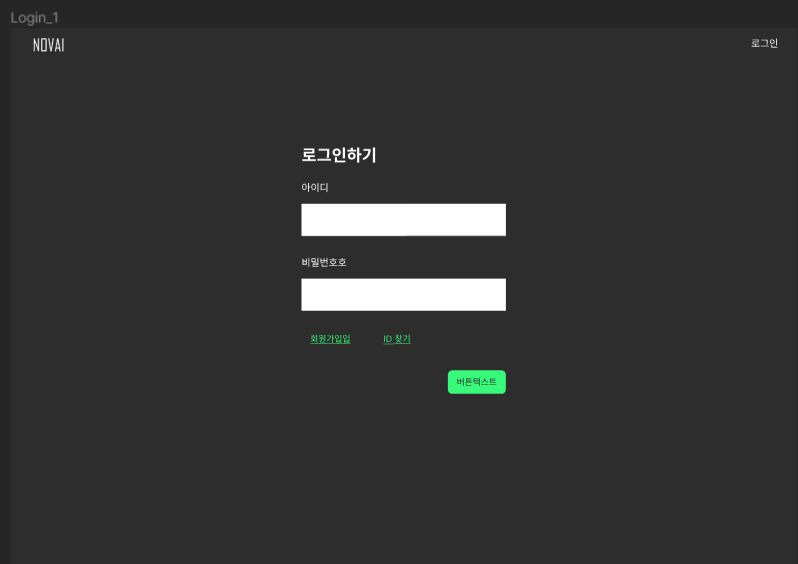 Login_1
NOVAI
로그인
로그인하기
아이디
비밀번호호
회원가입입
ID 찾기
버튼텍스트